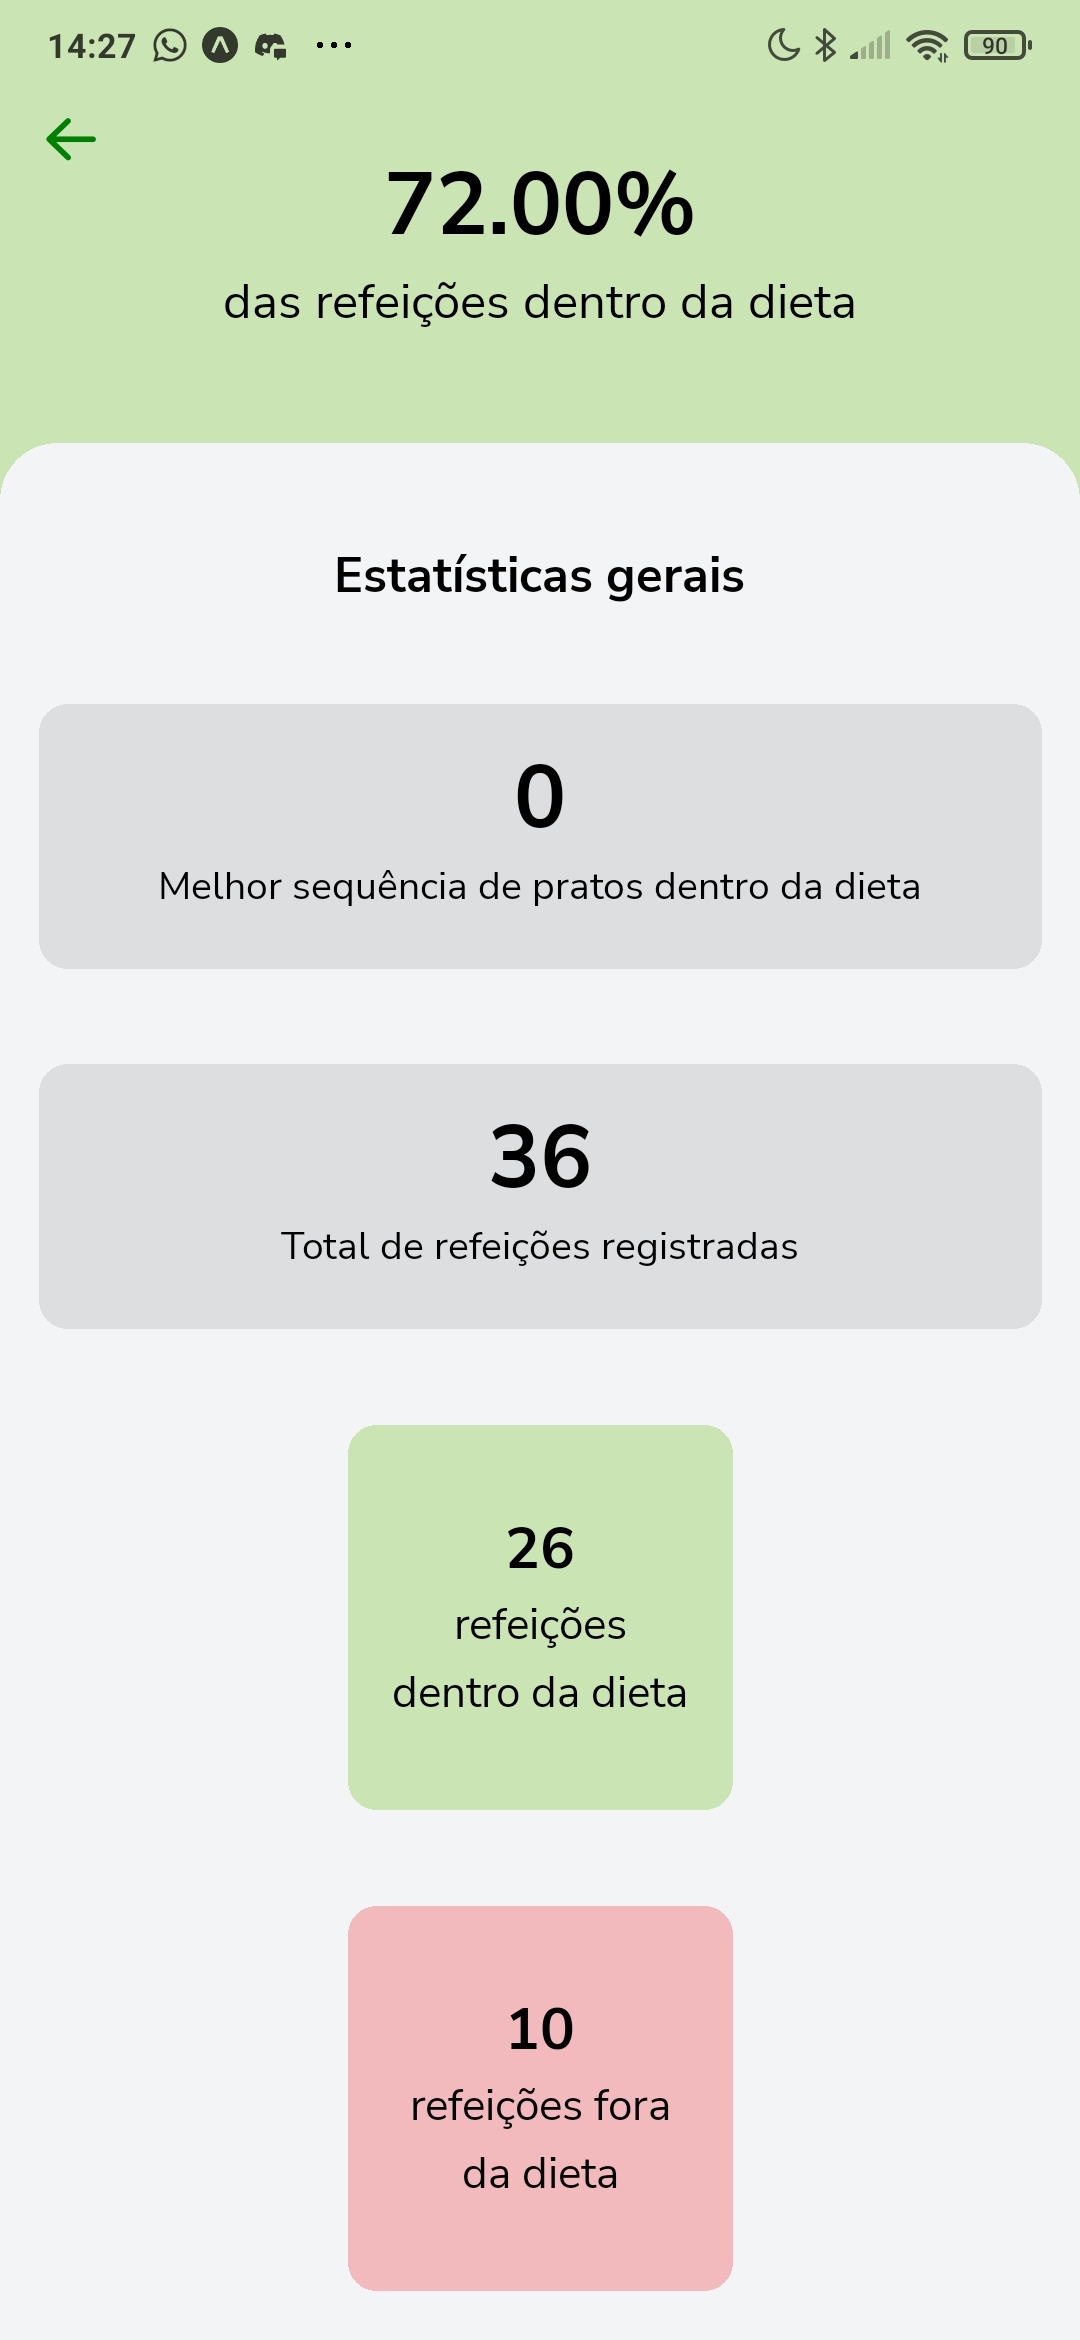 14:27
90
72.00%
das refeições dentro da dieta
Estatísticas gerais
0
Melhor sequência de pratos dentro da dieta
36
Total de refeições registradas
26
refeições
dentro da dieta
10
refeições fora
da dieta